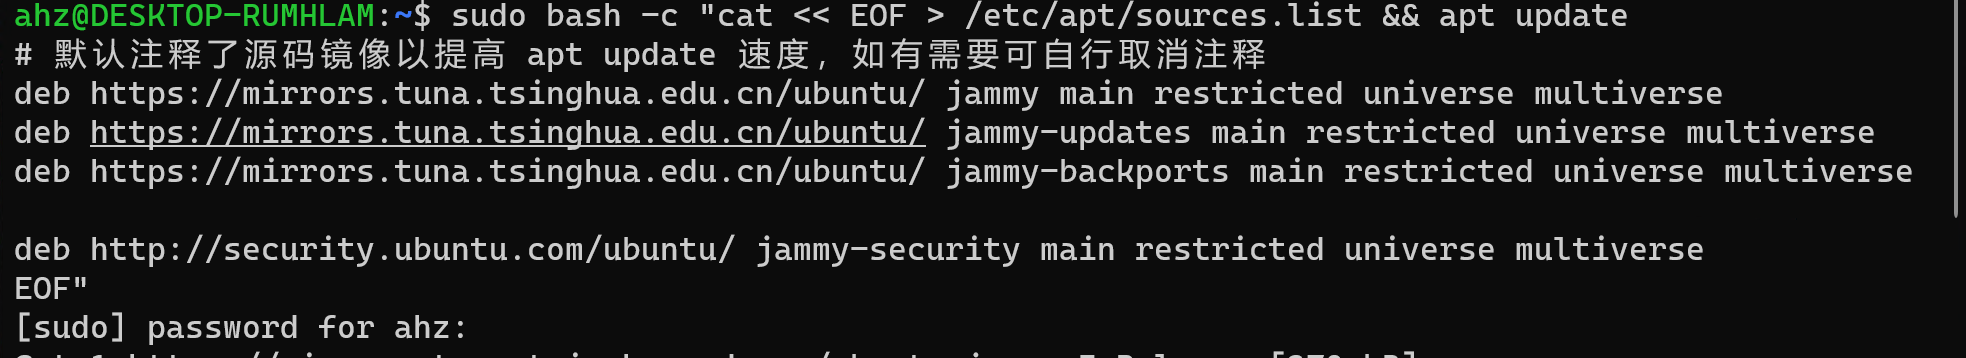 ahz@DESKTOP-RUMHLAM:~$ sudo bash -c "cat << EOF > /etc/apt/sources.list && apt update
# 默认注释了源码镜像以提高 apt update 速度，如有需要可自行取消注释
deb https://mirrors.tuna.tsinghua.edu.cn/ubuntu/ jammy main restricted universe multiverse
deb https://mirrors.tuna.tsinghua.edu.cn/ubuntu/ jammy-updates main restricted universe multiverse
deb https://mirrors.tuna.tsinghua.edu.cn/ubuntu/ jammy-backports main restricted universe multiverse
deb http://security.ubuntu.com/ubuntu/ jammy-security main restricted universe multiverse
EOF"
[sudo] password for ahz: